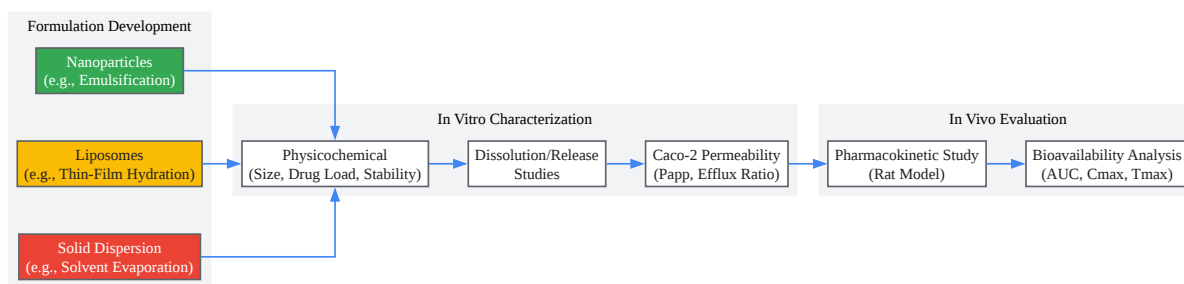 Formulation Development
Nanoparticles
(e.g., Emulsification)
Liposomes
(e.g., Thin-Film Hydration)
Solid Dispersion
(e.g., Solvent Evaporation)
In Vitro Characterization
Physicochemical
(Size, Drug Load, Stability)
Dissolution/Release
Studies
Caco-2 Permeability
(Papp, Efflux Ratio)
In Vivo Evaluation
Pharmacokinetic Study
(Rat Model)
Bioavailability Analysis
(AUC, Cmax, Tmax)